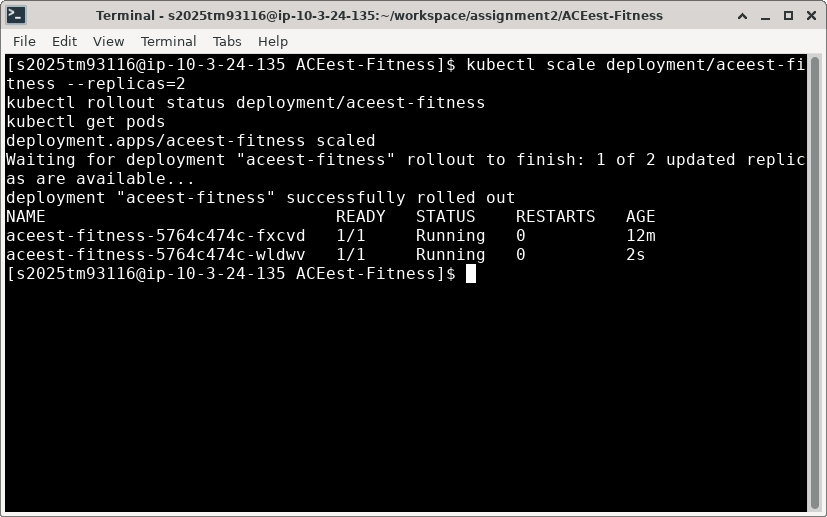 Terminal - s2025tm93116@ip-10-3-24-135:~/workspace/assignment2/ACEest-Fitness
File Edit View Terminal Tabs Help
[s2025tm93116@ip-10-3-24-135 ACEest-Fitness]$ kubectl scale deployment/aceest-fi
tness --replicas=2
kubectl rollout status deployment/aceest-fitness
kubectl get pods
deployment.apps/aceest-fitness scaled
Waiting for deployment "aceest-fitness" rollout to finish: 1 of 2 updated replic
as are available...
deployment "aceest-fitness" successfully rolled out
NAME READY STATUS RESTARTS AGE
aceest-fitness-5764c474c-fxcvd 1/1 Running 0 12m
aceest-fitness-5764c474c-wldwv 1/1 Running 0 2s
[s2025tm93116@ip-10-3-24-135 ACEest-Fitness]$